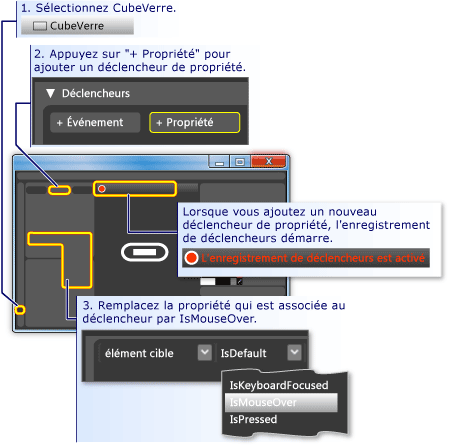 1. Sélectionnez CubeVerre.
CubeVerre
2. Appuyez sur "+ Propriété" pour
ajouter un déclencheur de propriété.
Déclencheurs
+ Événement
+ Propriété
Lorsque vous ajoutez un nouveau
déclencheur de propriété, l'enregistrement
de déclencheurs démarre.
L'enregistrement de déclencheurs est activé
3. Remplacez la propriété qui est associée au
déclencheur par IsMouseOver.
élément cible
IsDefault
IsKeyboardFocused
IsMouseOver
IsPressed